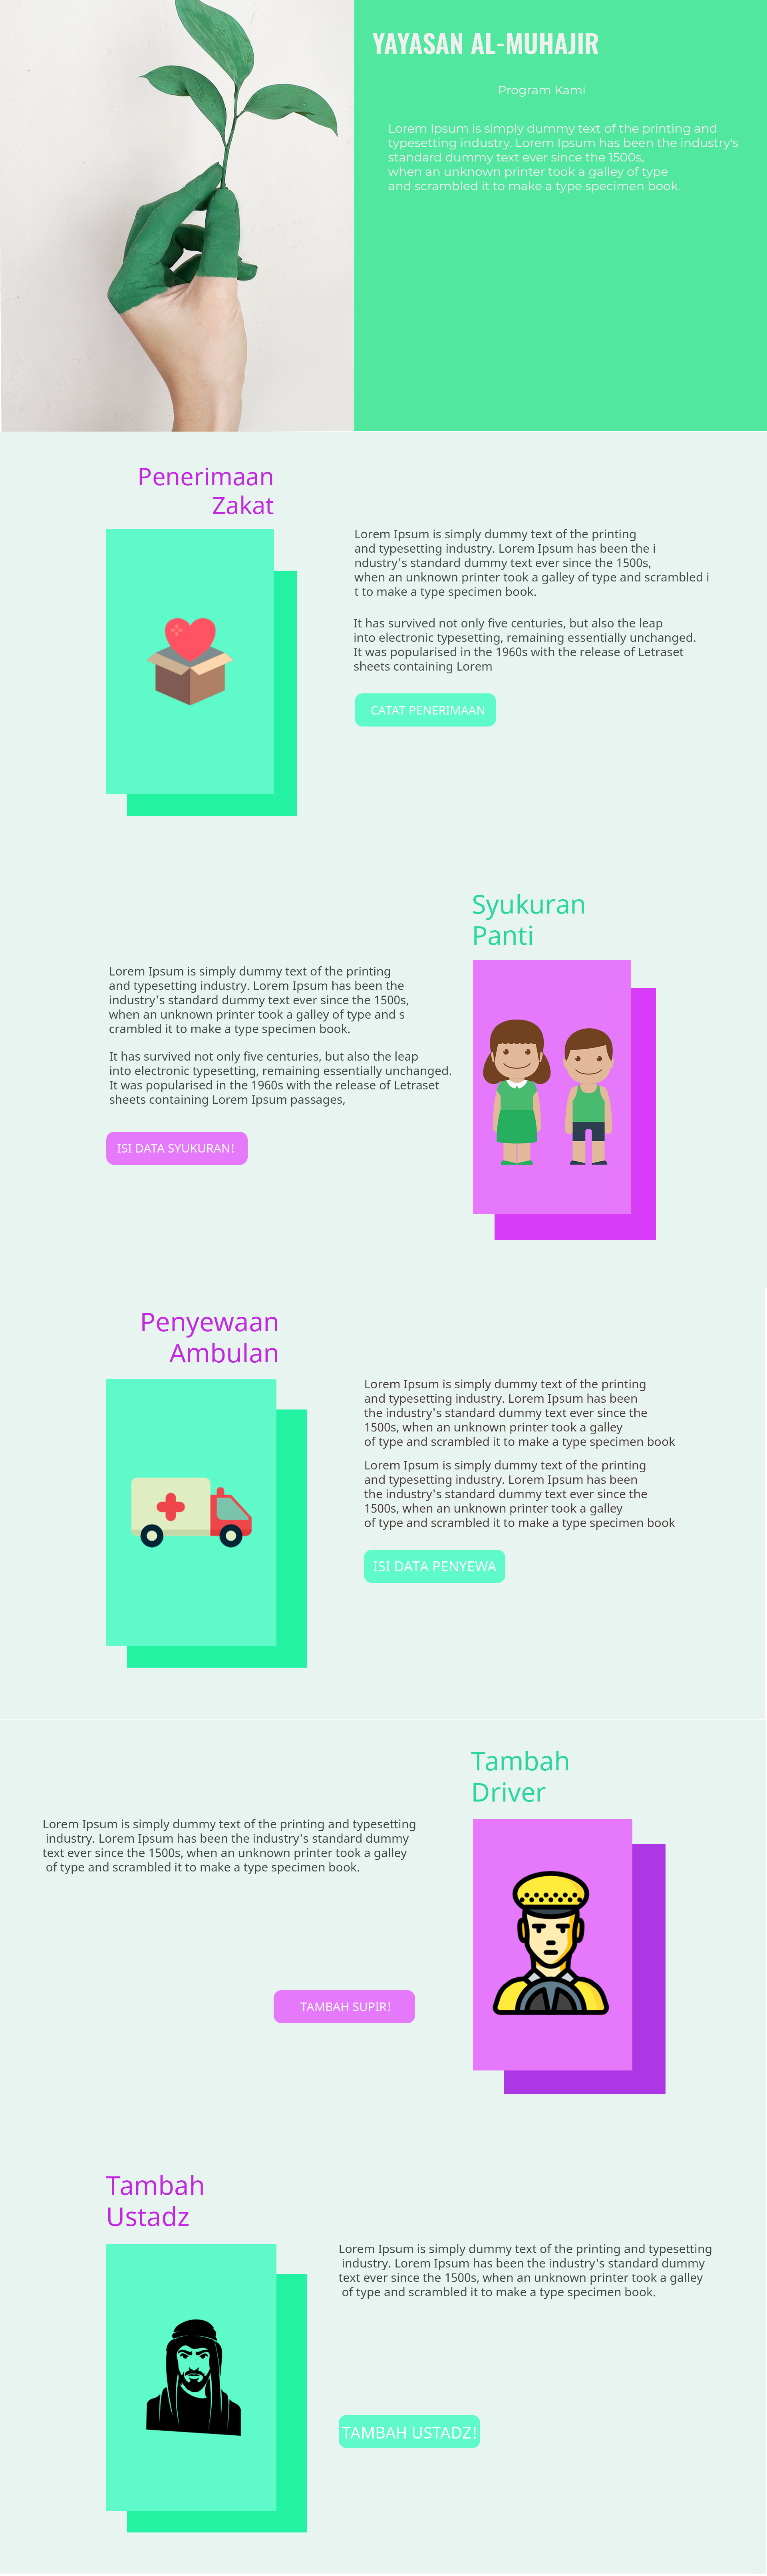 YAYASAN AL-MUHAJIR
Program Kami
Lorem Ipsum is simply dummy text of the printing and
typesetting industry. Lorem Ipsum has been the industry's
standard dummy text ever since the 1500s,
when an unknown printer took a galley of type
and scrambled it to make a type specimen book.
Penerimaan
Zakat
Lorem Ipsum is simply dummy text of the printing
and typesetting industry. Lorem Ipsum has been the i
ndustry's standard dummy text ever since the 1500s,
when an unknown printer took a galley of type and scrambled i
t to make a type specimen book.
It has survived not only five centuries, but also the leap
into electronic typesetting, remaining essentially unchanged.
It was popularised in the 1960s with the release of Letraset
sheets containing Lorem
CATAT PENERIMAAN
Syukuran
Panti
Lorem Ipsum is simply dummy text of the printing
and typesetting industry. Lorem Ipsum has been the
industry's standard dummy text ever since the 1500s,
when an unknown printer took a galley of type and s
crambled it to make a type specimen book.
It has survived not only five centuries, but also the leap
into electronic typesetting, remaining essentially unchanged.
It was popularised in the 1960s with the release of Letraset
sheets containing Lorem Ipsum passages,
ISI DATA SYUKURAN!
Penyewaan
Ambulan
Lorem Ipsum is simply dummy text of the printing
and typesetting industry. Lorem Ipsum has been
the industry's standard dummy text ever since the
1500s, when an unknown printer took a galley
of type and scrambled it to make a type specimen book
Lorem Ipsum is simply dummy text of the printing
and typesetting industry. Lorem Ipsum has been
the industry's standard dummy text ever since the
1500s, when an unknown printer took a galley
of type and scrambled it to make a type specimen book
ISI DATA PENYEWA
Tambah
Driver
Lorem Ipsum is simply dummy text of the printing and typesetting
industry. Lorem Ipsum has been the industry's standard dummy
text ever since the 1500s, when an unknown printer took a galley
of type and scrambled it to make a type specimen book.
TAMBAH SUPIR!
Tambah
Ustadz
Lorem Ipsum is simply dummy text of the printing and typesetting
industry. Lorem Ipsum has been the industry's standard dummy
text ever since the 1500s, when an unknown printer took a galley
of type and scrambled it to make a type specimen book.
TAMBAH USTADZ!